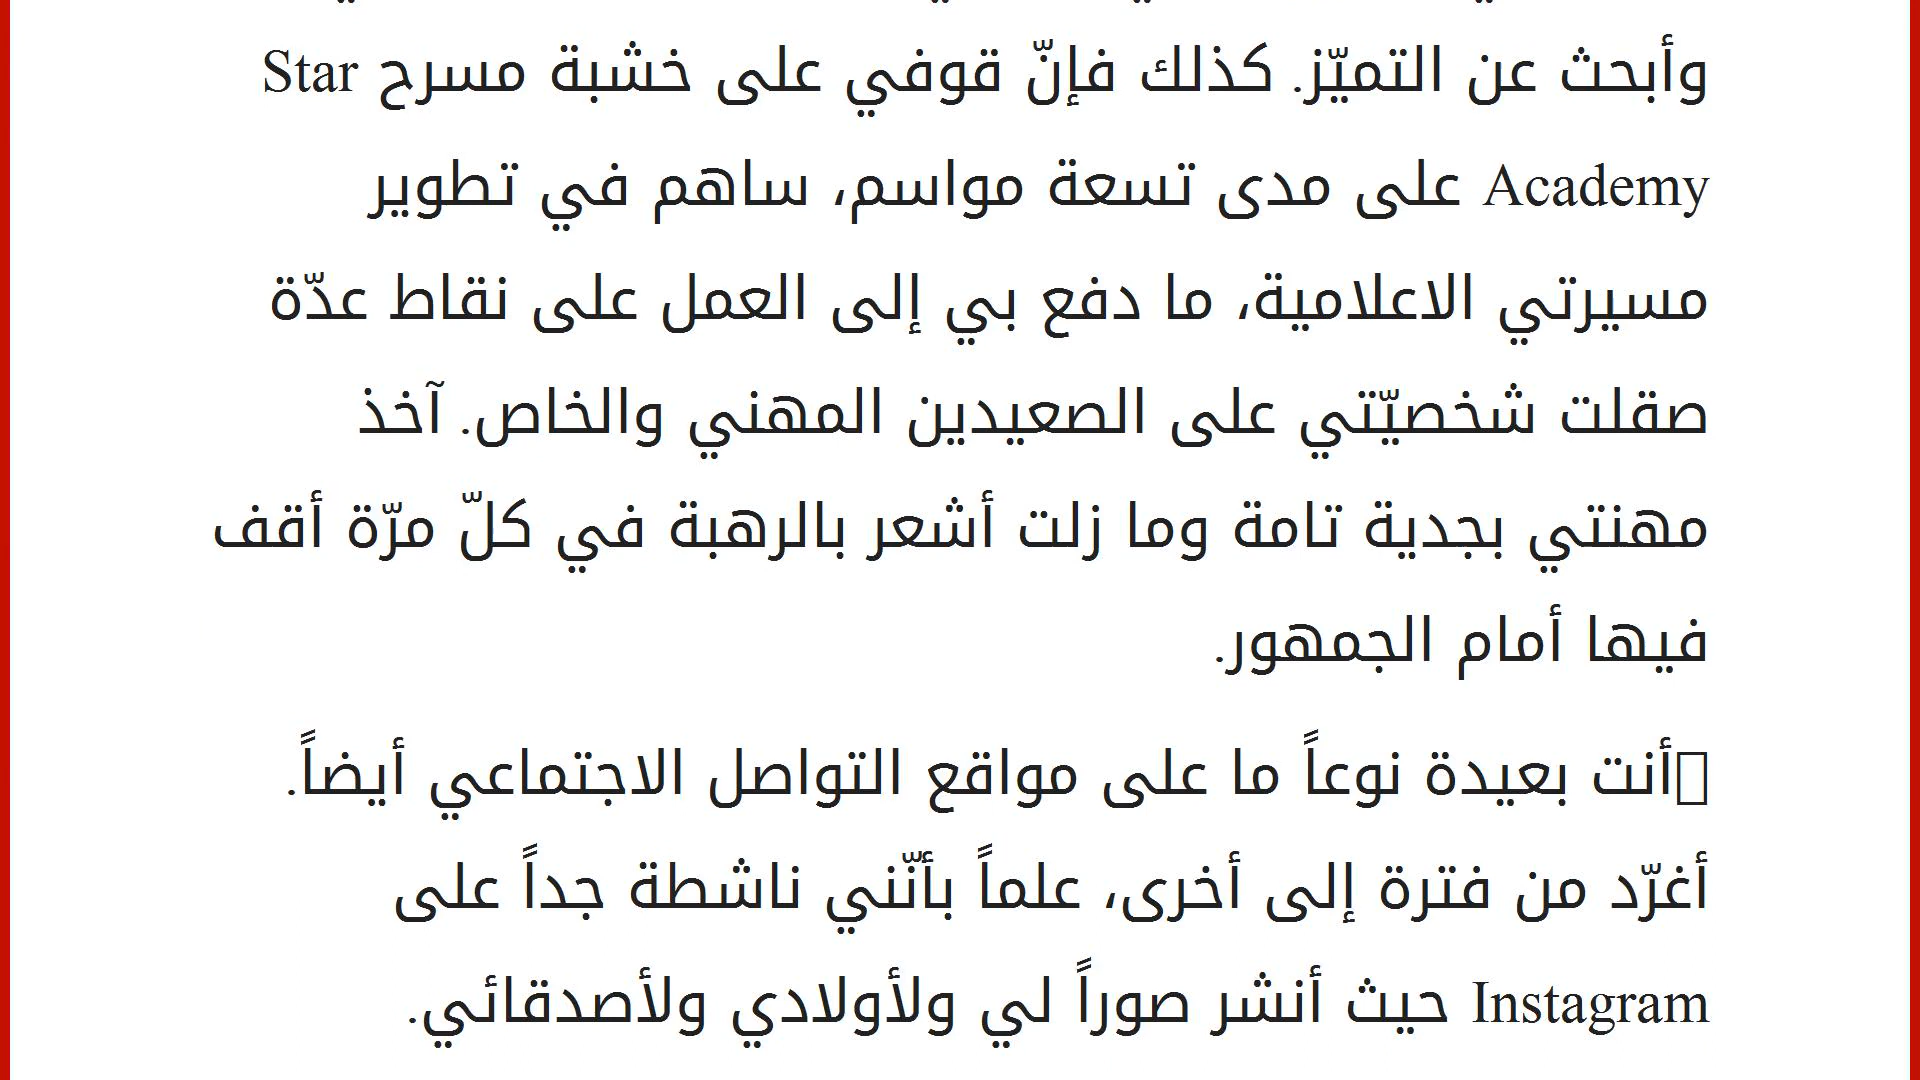 وأبحث عن التميّز. كذلك فإنّ قوفي على خشبة مسرح Star
Academy على مدى تسعة مواسم، ساهم في تطوير
مسيرتي الاعلامية، ما دفع بي إلى العمل على نقاط عدّة
صقلت شخصيّتي على الصعيدين المهني والخاص. آخذ
مهنتي بجدية تامة وما زلت أشعر بالرهبة في كلّ مرّة أقف
فيها أمام الجمهور.
أنت بعيدة نوعاً ما على مواقع التواصل الاجتماعي أيضاً.
أغرّد من فترة إلى أخرى، علماً بأنّني ناشطة جداً على
Instagram حيث أنشر صوراً لي ولأولادي ولأصدقائي.